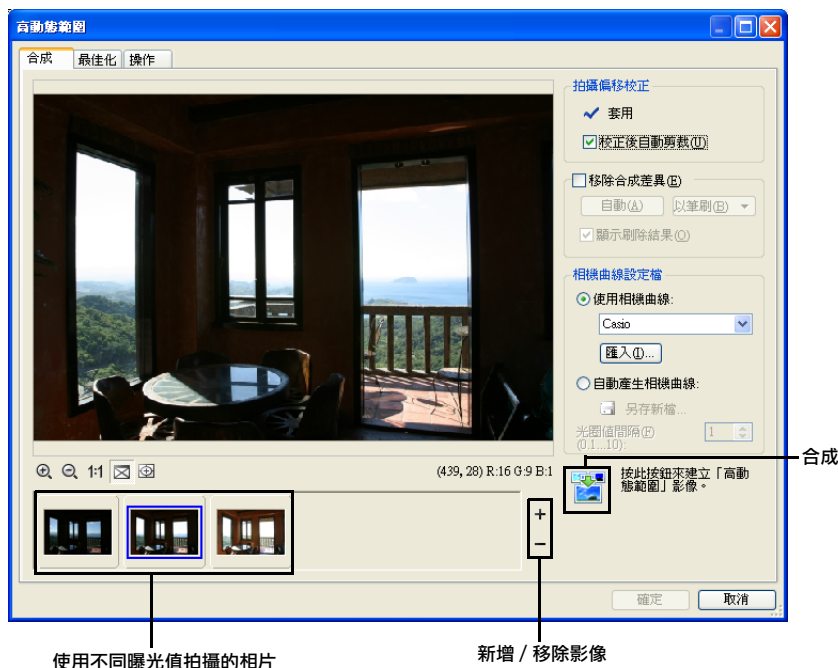 高動態範圍
合成 最佳化 操作
拍攝偏移校正
套用
校正後自動剪裁(U)
移除合成差異(E)
自動(A) 以筆刷(B)
顯示刷除結果(O)
相機曲線設定檔
使用相機曲線:
Casio
匯入(I)...
自動產生相機曲線:
另存新檔...
光圈值間隔(F)
(0.1...10):
1
1:1
(439, 28) R:16 G:9 B:1
按此按鈕來建立「高動
態範圍」影像。
合成
+
−
確定 取消
使用不同曝光值拍攝的相片
新增 / 移除影像